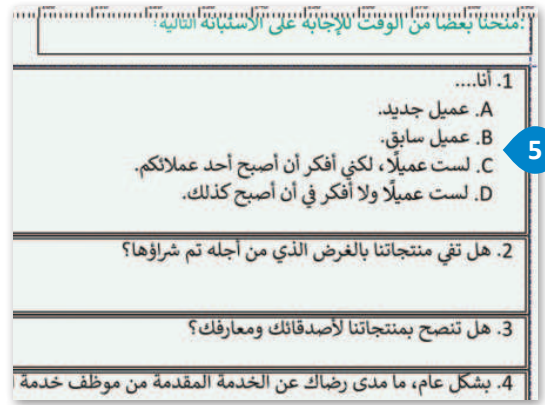 منحنا بعضًا من الوقت للإجابة على الاستبانة التالية:
1. أنا....
A. عميل جديد.
B. عميل سابق.
C. لست عميلًا، لكني أفكر أن أصبح أحد عملائكم.
D. لست عميلًا ولا أفكر في أن أصبح كذلك.
5
2. هل تفي منتجاتنا بالغرض الذي من أجله تم شراؤها؟
3. هل تنصح بمنتجاتنا لأصدقائك ومعارفك؟
4. بشكل عام، ما مدى رضاك عن الخدمة المقدمة من موظف خدمة